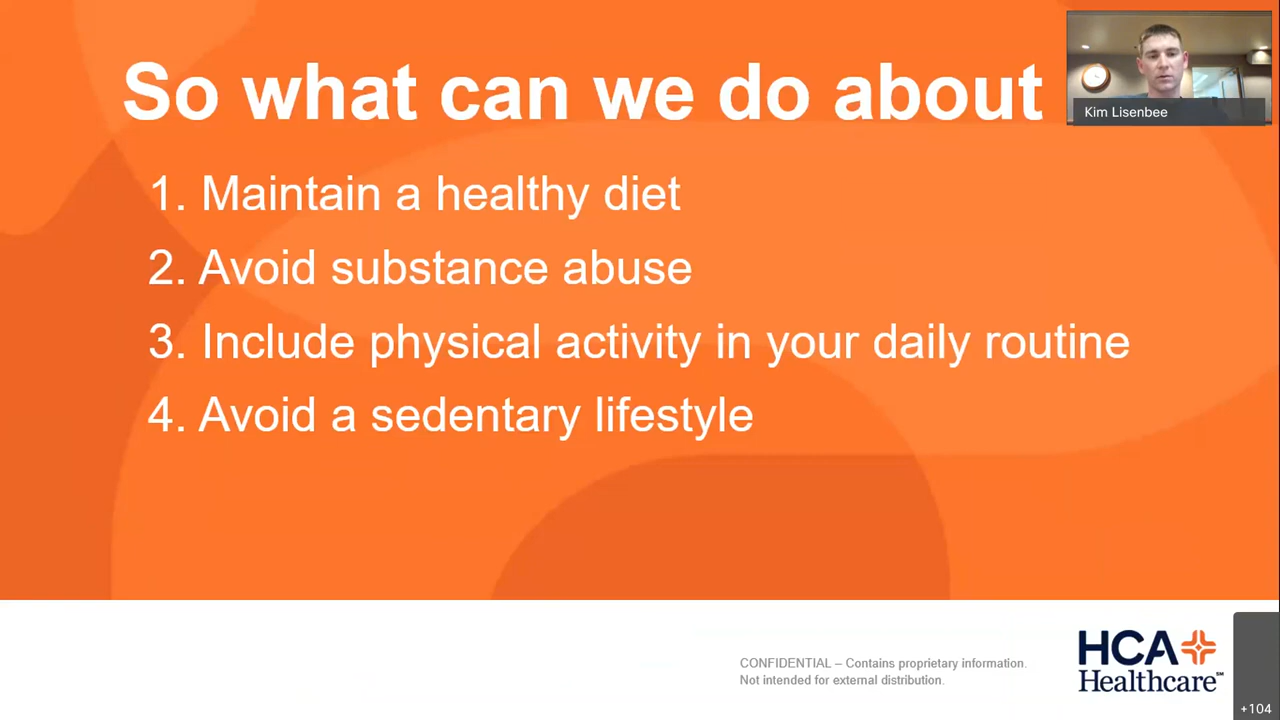 So what can we do about
Kim Lisenbee
1. Maintain a healthy diet
2. Avoid substance abuse
3. Include physical activity in your daily routine
4. Avoid a sedentary lifestyle
CONFIDENTIAL – Contains proprietary information.
Not intended for external distribution.
HCA
Healthcare℠
+104